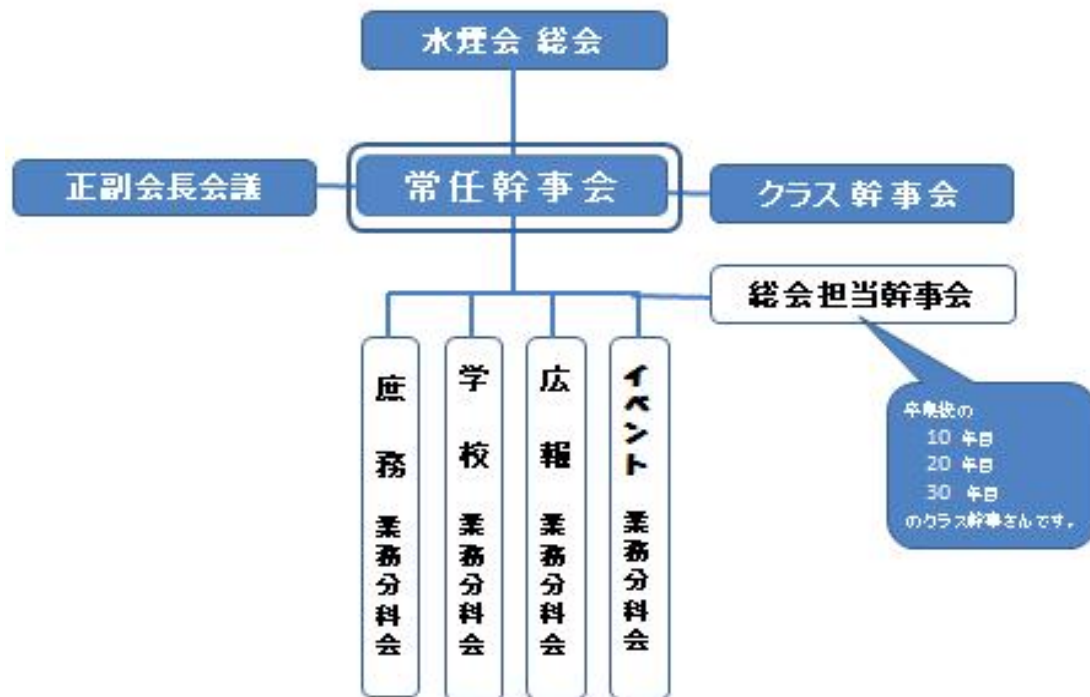 水煙会 総会
正副会長会議
常任幹事会
クラス幹事会
総会担当幹事会
庶務 業務分科会
学校 業務分科会
広報 業務分科会
イベント 業務分科会
卒業後の
10 年目
20 年目
30 年目
のクラス幹事さんです。